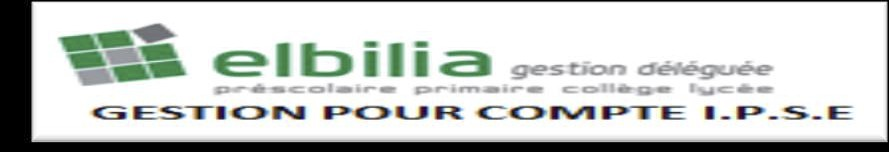 elbilia gestion déléguée
préscolaire primaire collège lycée
GESTION POUR COMPTE I.P.S.E